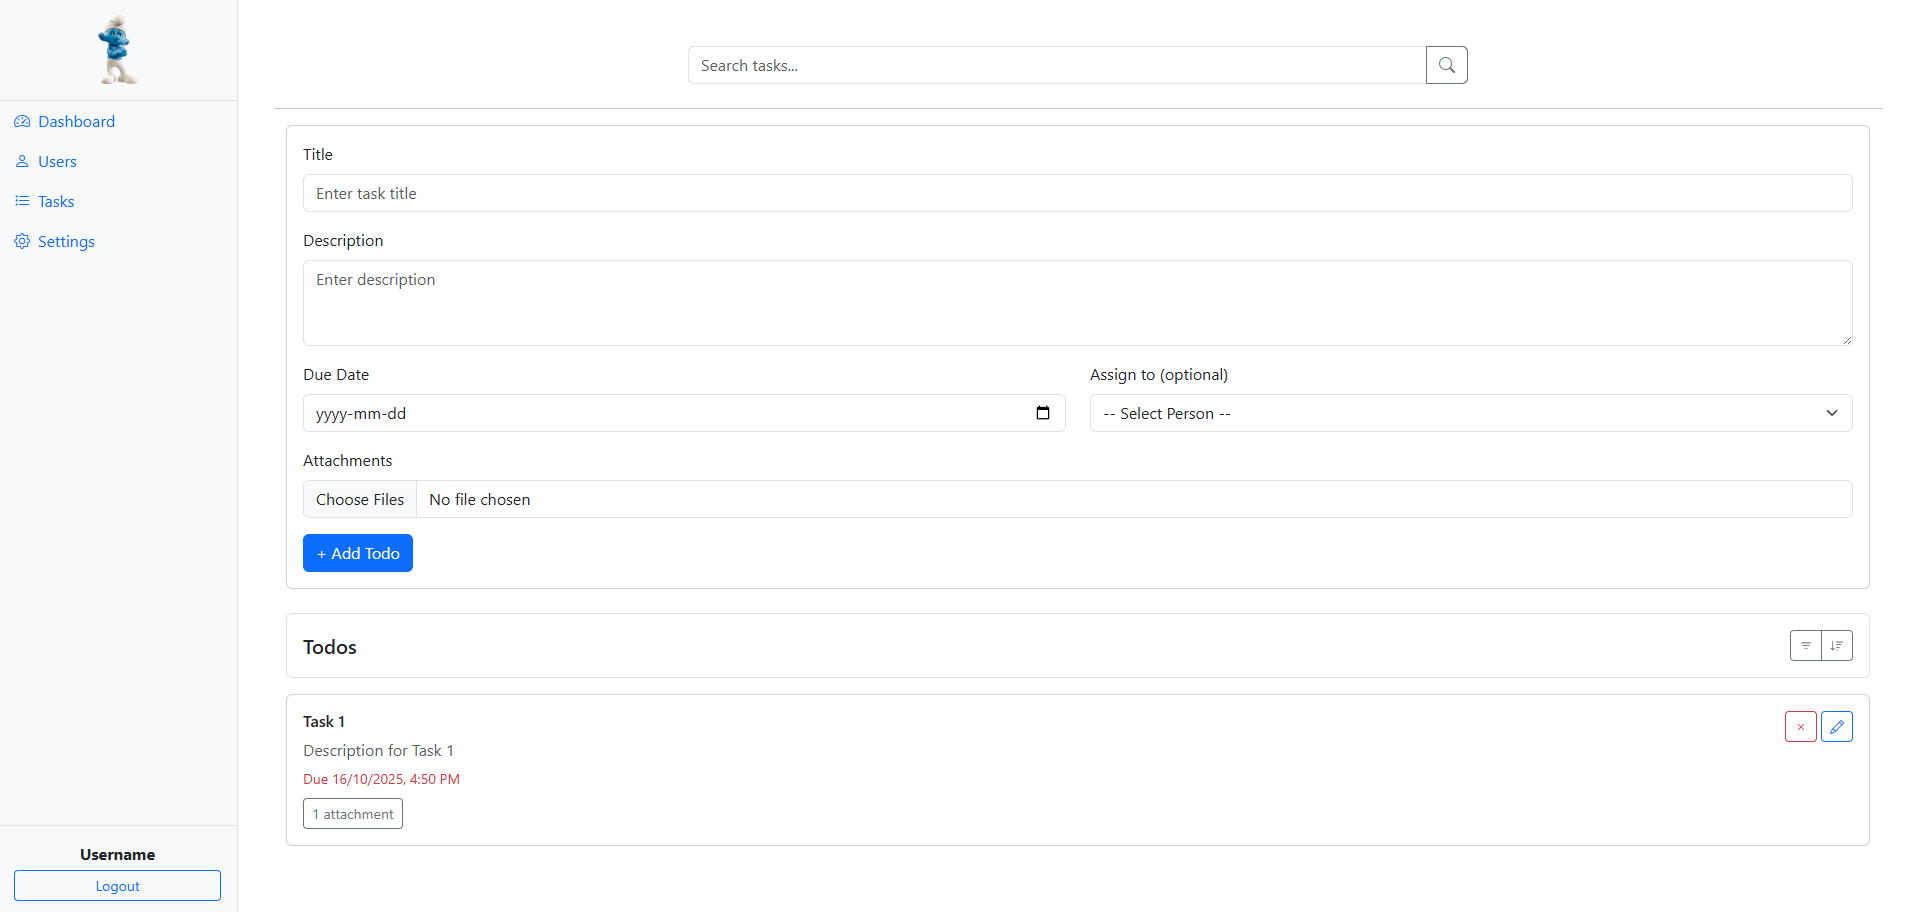 Dashboard
Users
Tasks
Settings
Username
Logout
Search tasks...
Title
Enter task title
Description
Enter description
Due Date
Assign to (optional)
yyyy-mm-dd
-- Select Person --
Attachments
Choose Files No file chosen
+ Add Todo
Todos
Task 1
Description for Task 1
Due 16/10/2025, 4:50 PM
1 attachment